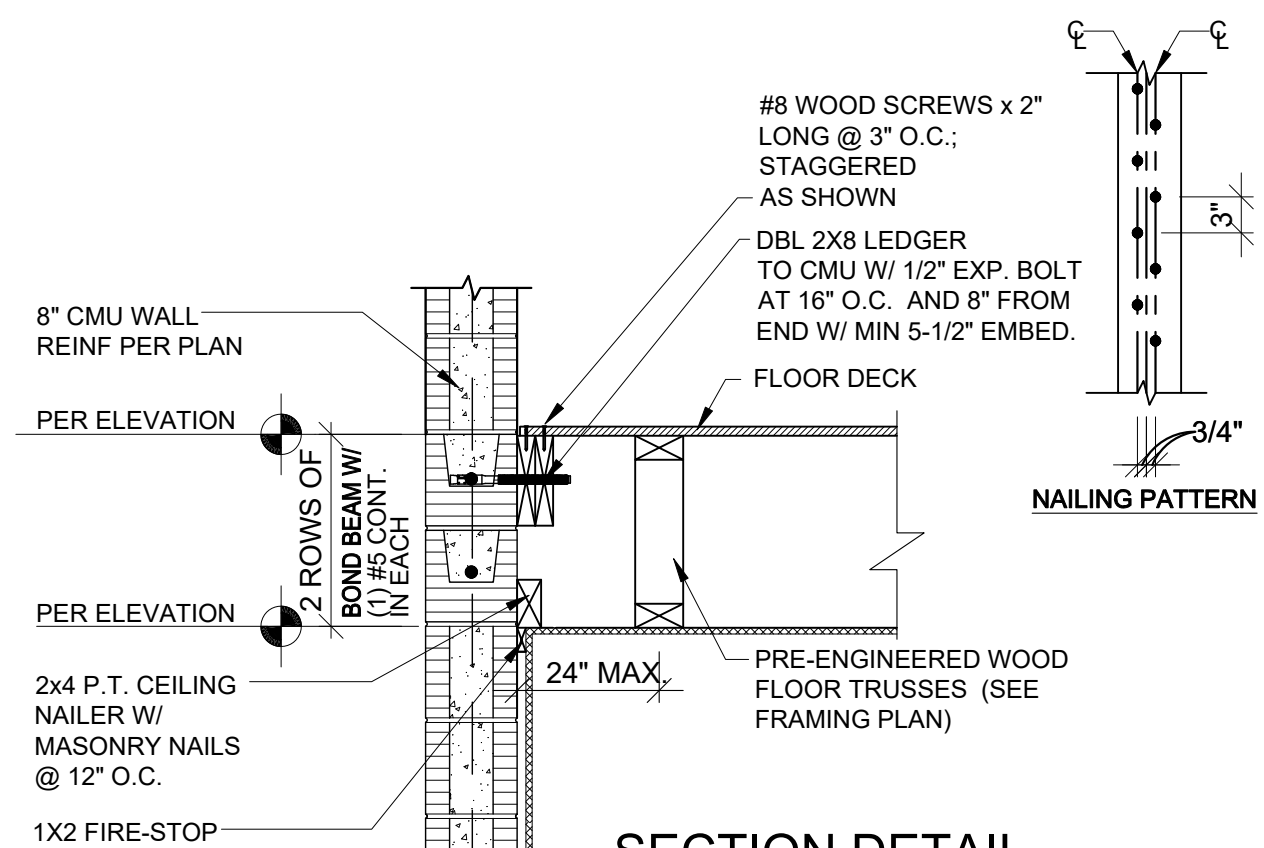 ℄
℄
#8 WOOD SCREWS x 2"
LONG @ 3" O.C.;
STAGGERED
AS SHOWN
DBL 2X8 LEDGER
TO CMU W/ 1/2" EXP. BOLT
AT 16" O.C. AND 8" FROM
END W/ MIN 5-1/2" EMBED.
FLOOR DECK
3"
3/4"
NAILING PATTERN
8" CMU WALL
REINF PER PLAN
PER ELEVATION
2 ROWS OF
BOND BEAM W/
(1) #5 CONT.
IN EACH
PER ELEVATION
2x4 P.T. CEILING
NAILER W/
MASONRY NAILS
@ 12" O.C.
1X2 FIRE-STOP
24" MAX.
PRE-ENGINEERED WOOD
FLOOR TRUSSES (SEE
FRAMING PLAN)
SECTION DETAIL